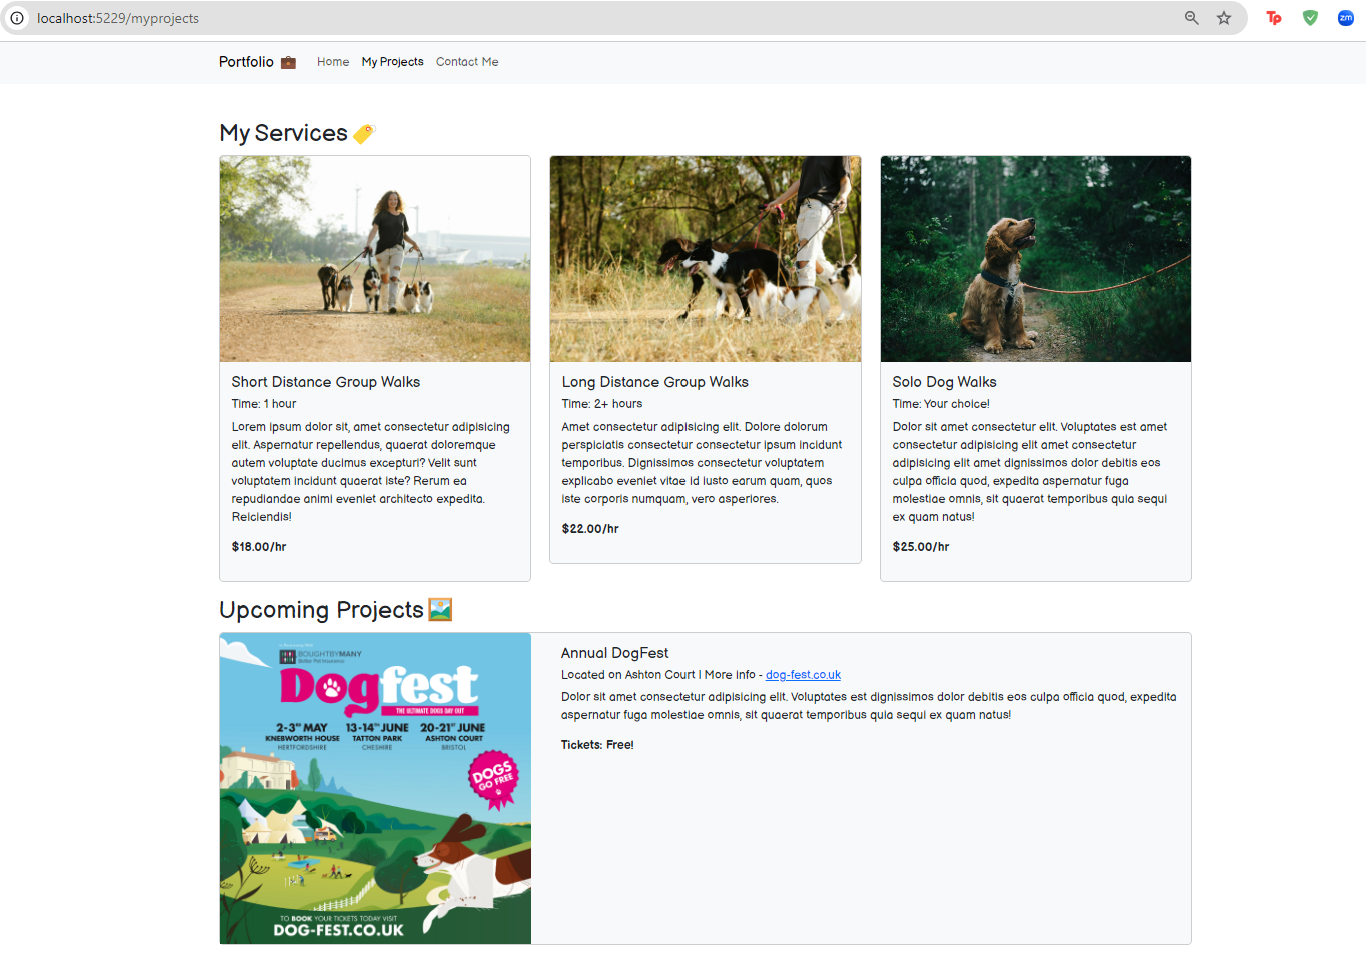 localhost:5229/myprojects
Tp
zm
Portfolio
Home
My Projects
Contact Me
My Services
Short Distance Group Walks
Time: 1 hour
Lorem ipsum dolor sit, amet consectetur adipisicing
elit. Aspernatur repellendus, quaerat doloremque
autem voluptate ducimus excepturi? Velit sunt
voluptatem incidunt quaerat iste? Rerum ea
repudiandae animi eveniet architecto expedita.
Reiciendis!
$18.00/hr
Long Distance Group Walks
Time: 2+ hours
Amet consectetur adipisicing elit. Dolore dolorum
perspiciatis consectetur consectetur ipsum incidunt
temporibus. Dignissimos consectetur voluptatem
explicabo eveniet vitae id iusto earum quam, quos
iste corporis numquam, vero asperiores.
$22.00/hr
Solo Dog Walks
Time: Your choice!
Dolor sit amet consectetur elit. Voluptates est amet
consectetur adipisicing elit amet consectetur
adipisicing elit amet dignissimos dolor debitis eos
culpa officia quod, expedita aspernatur fuga
molestiae omnis, sit quaerat temporibus quia sequi
ex quam natus!
$25.00/hr
Upcoming Projects
BOUGHTBYMANY
Better Pet Insurance
Dogfest
THE ULTIMATE DOGS DAY OUT
2-3RD MAY
KNEBWORTH HOUSE
HERTFORDSHIRE
13-14TH JUNE
TATTON PARK
CHESHIRE
20-21ST JUNE
ASHTON COURT
BRISTOL
DOGS
GO FREE
TO BOOK YOUR TICKETS TODAY VISIT
DOG-FEST.CO.UK
Annual DogFest
Located on Ashton Court | More info - dog-fest.co.uk
Dolor sit amet consectetur adipisicing elit. Voluptates est dignissimos dolor debitis eos culpa officia quod, expedita
aspernatur fuga molestiae omnis, sit quaerat temporibus quia sequi ex quam natus!
Tickets: Free!